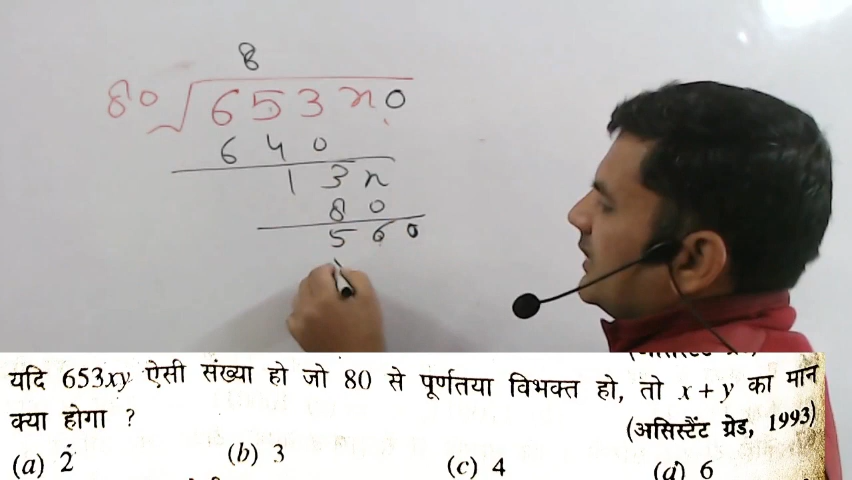 8
80 653x0
640
13x
80
560
यदि 653xy ऐसी संख्या हो जो 80 से पूर्णतया विभक्त हो, तो x + y का मान
क्या होगा ? (असिस्टैंट ग्रेड, 1993)
(a) 2 (b) 3 (c) 4 (d) 6